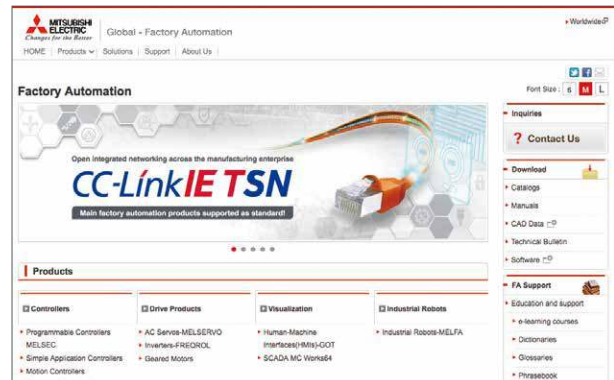 MITSUBISHI
ELECTRIC
Changes for the Better
Global - Factory Automation
Worldwide
HOME Products Solutions Support About Us
Factory Automation
Font Size : S M L
Open integrated networking across the manufacturing enterprise
CC-Link IE TSN
Main factory automation products supported as standard!
Inquiries
? Contact Us
Download
Catalogs
Manuals
CAD Data
Technical Bulletin
Software
FA Support
Education and support
e-learning courses
Dictionaries
Glossaries
Phrasebook
Products
Controllers
Programmable Controllers
MELSEC
Simple Application Controllers
Motion Controllers
Drive Products
AC Servos-MELSERVO
Inverters-FREQROL
Geared Motors
Visualization
Human-Machine
Interfaces(HMIs)-GOT
SCADA MC Works64
Industrial Robots
Industrial Robots-MELFA